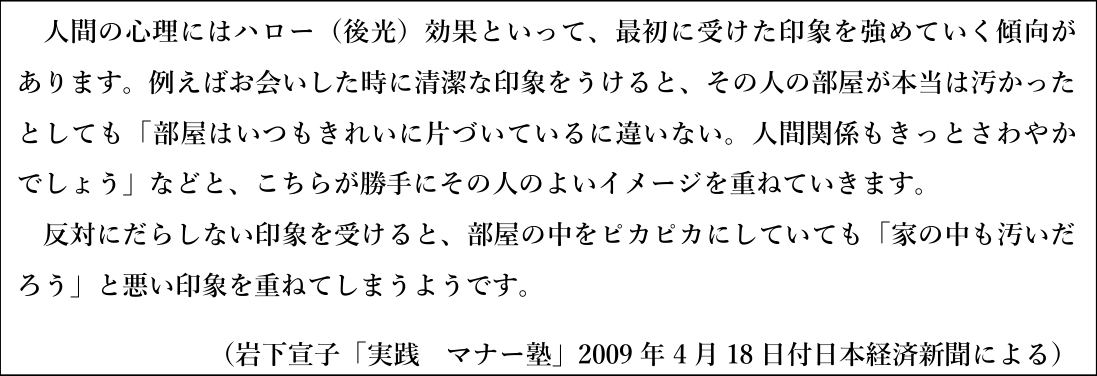 人間の心理にはハロー（後光）効果といって、最初に受けた印象を強めていく傾向が
あります。例えばお会いした時に清潔な印象をうけると、その人の部屋が本当は汚かった
としても「部屋はいつもきれいに片づいているに違いない。人間関係もきっとさわやか
でしょう」などと、こちらが勝手にその人のよいイメージを重ねていきます。
反対にだらしない印象を受けると、部屋の中をピカピカにしていても「家の中も汚いだ
ろう」と悪い印象を重ねてしまうようです。
（岩下宣子「実践　マナー塾」2009 年 4 月 18 日付日本経済新聞による）